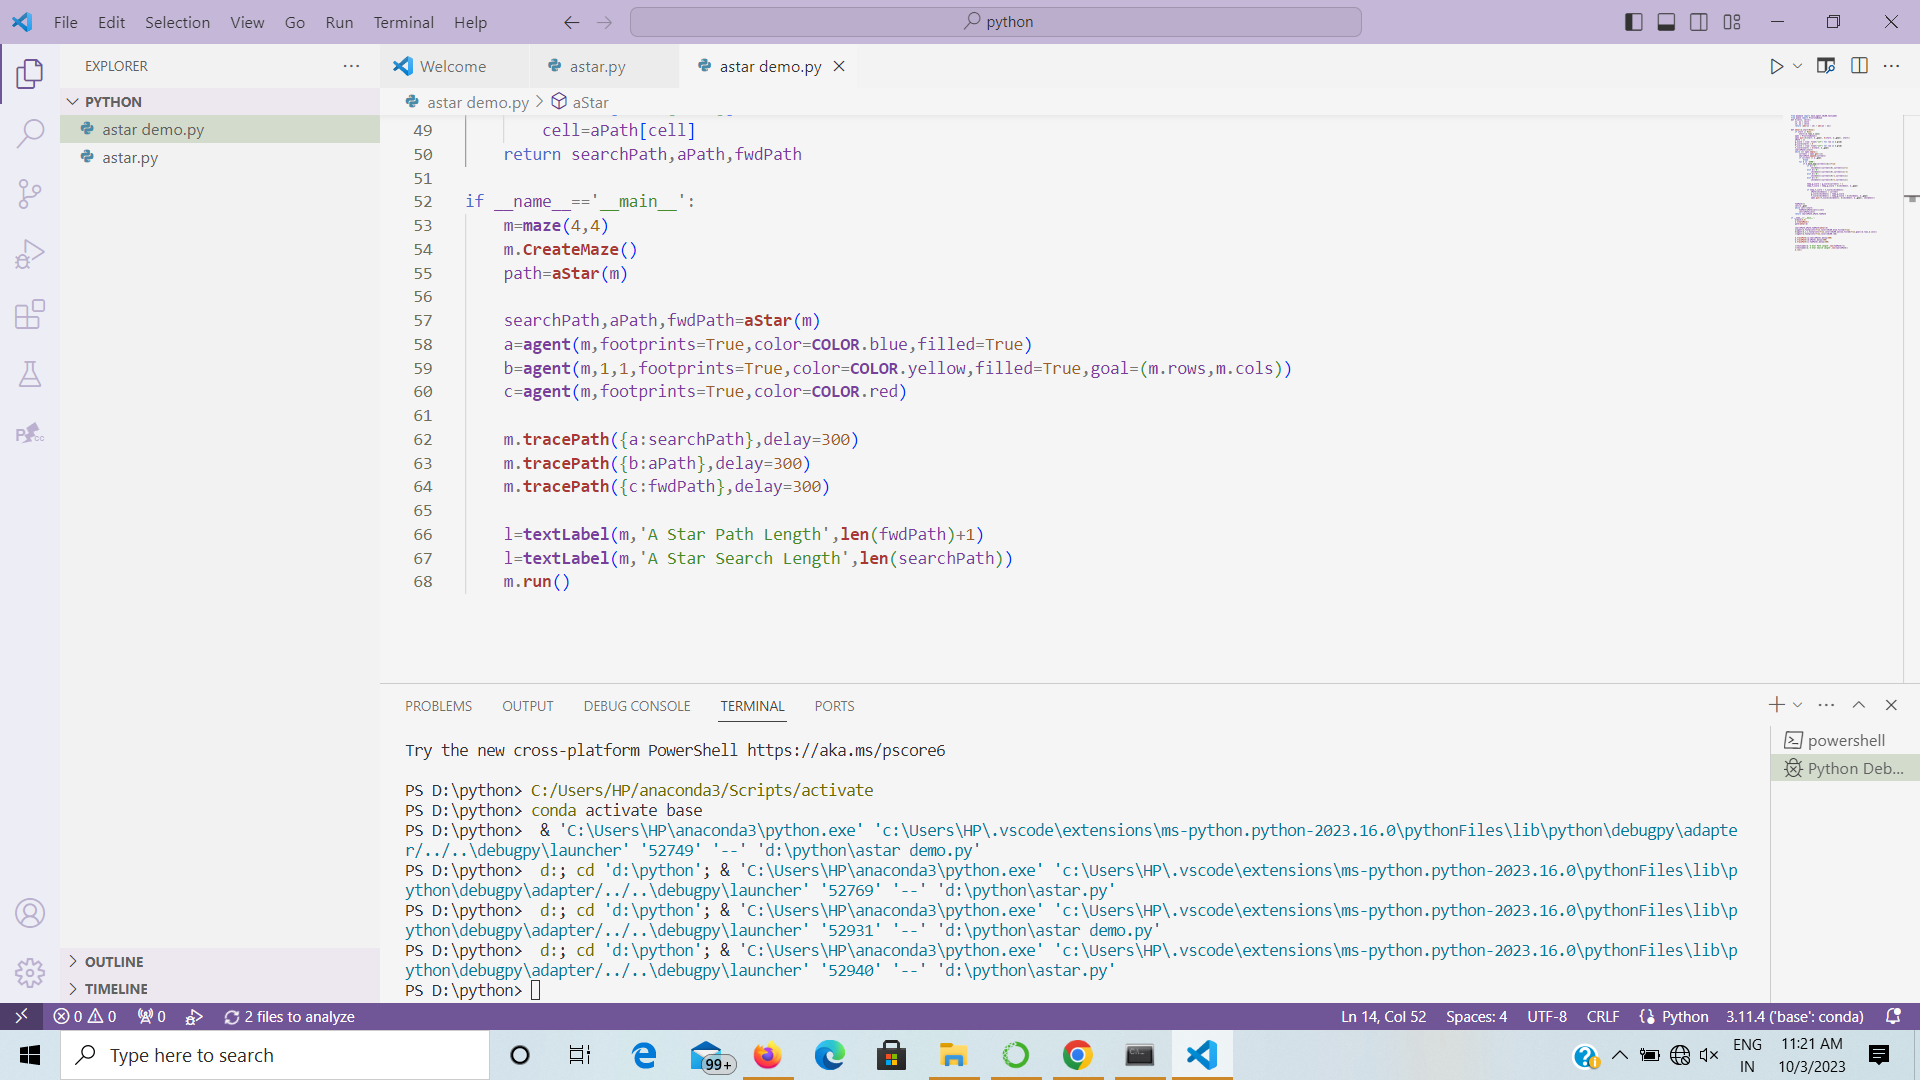 File Edit Selection View Go Run Terminal Help
python
EXPLORER
Welcome
astar.py
astar demo.py
PYTHON
astar demo.py
astar.py
astar demo.py > aStar
49 cell=aPath[cell]
50 return searchPath,aPath,fwdPath
51
52 if __name__=='__main__':
53 m=maze(4,4)
54 m.CreateMaze()
55 path=aStar(m)
56
57 searchPath,aPath,fwdPath=aStar(m)
58 a=agent(m,footprints=True,color=COLOR.blue,filled=True)
59 b=agent(m,1,1,footprints=True,color=COLOR.yellow,filled=True,goal=(m.rows,m.cols))
60 c=agent(m,footprints=True,color=COLOR.red)
61
62 m.tracePath({a:searchPath},delay=300)
63 m.tracePath({b:aPath},delay=300)
64 m.tracePath({c:fwdPath},delay=300)
65
66 l=textLabel(m,'A Star Path Length',len(fwdPath)+1)
67 l=textLabel(m,'A Star Search Length',len(searchPath))
68 m.run()
PROBLEMS OUTPUT DEBUG CONSOLE TERMINAL PORTS
Try the new cross-platform PowerShell https://aka.ms/pscore6
PS D:\python> C:/Users/HP/anaconda3/Scripts/activate
PS D:\python> conda activate base
PS D:\python>  & 'C:\Users\HP\anaconda3\python.exe' 'c:\Users\HP\.vscode\extensions\ms-python.python-2023.16.0\pythonFiles\lib\python\debugpy\adapte
r/../..\debugpy\launcher' '52749' '--' 'd:\python\astar demo.py'
PS D:\python>  d:; cd 'd:\python'; & 'C:\Users\HP\anaconda3\python.exe' 'c:\Users\HP\.vscode\extensions\ms-python.python-2023.16.0\pythonFiles\lib\p
ython\debugpy\adapter/../..\debugpy\launcher' '52769' '--' 'd:\python\astar.py'
PS D:\python>  d:; cd 'd:\python'; & 'C:\Users\HP\anaconda3\python.exe' 'c:\Users\HP\.vscode\extensions\ms-python.python-2023.16.0\pythonFiles\lib\p
ython\debugpy\adapter/../..\debugpy\launcher' '52931' '--' 'd:\python\astar demo.py'
PS D:\python>  d:; cd 'd:\python'; & 'C:\Users\HP\anaconda3\python.exe' 'c:\Users\HP\.vscode\extensions\ms-python.python-2023.16.0\pythonFiles\lib\p
ython\debugpy\adapter/../..\debugpy\launcher' '52940' '--' 'd:\python\astar.py'
PS D:\python>
powershell
Python Deb...
OUTLINE
TIMELINE
0 0 0 2 files to analyze
Ln 14, Col 52 Spaces: 4 UTF-8 CRLF Python 3.11.4 ('base': conda)
Type here to search
99+
ENG
IN
11:21 AM
10/3/2023